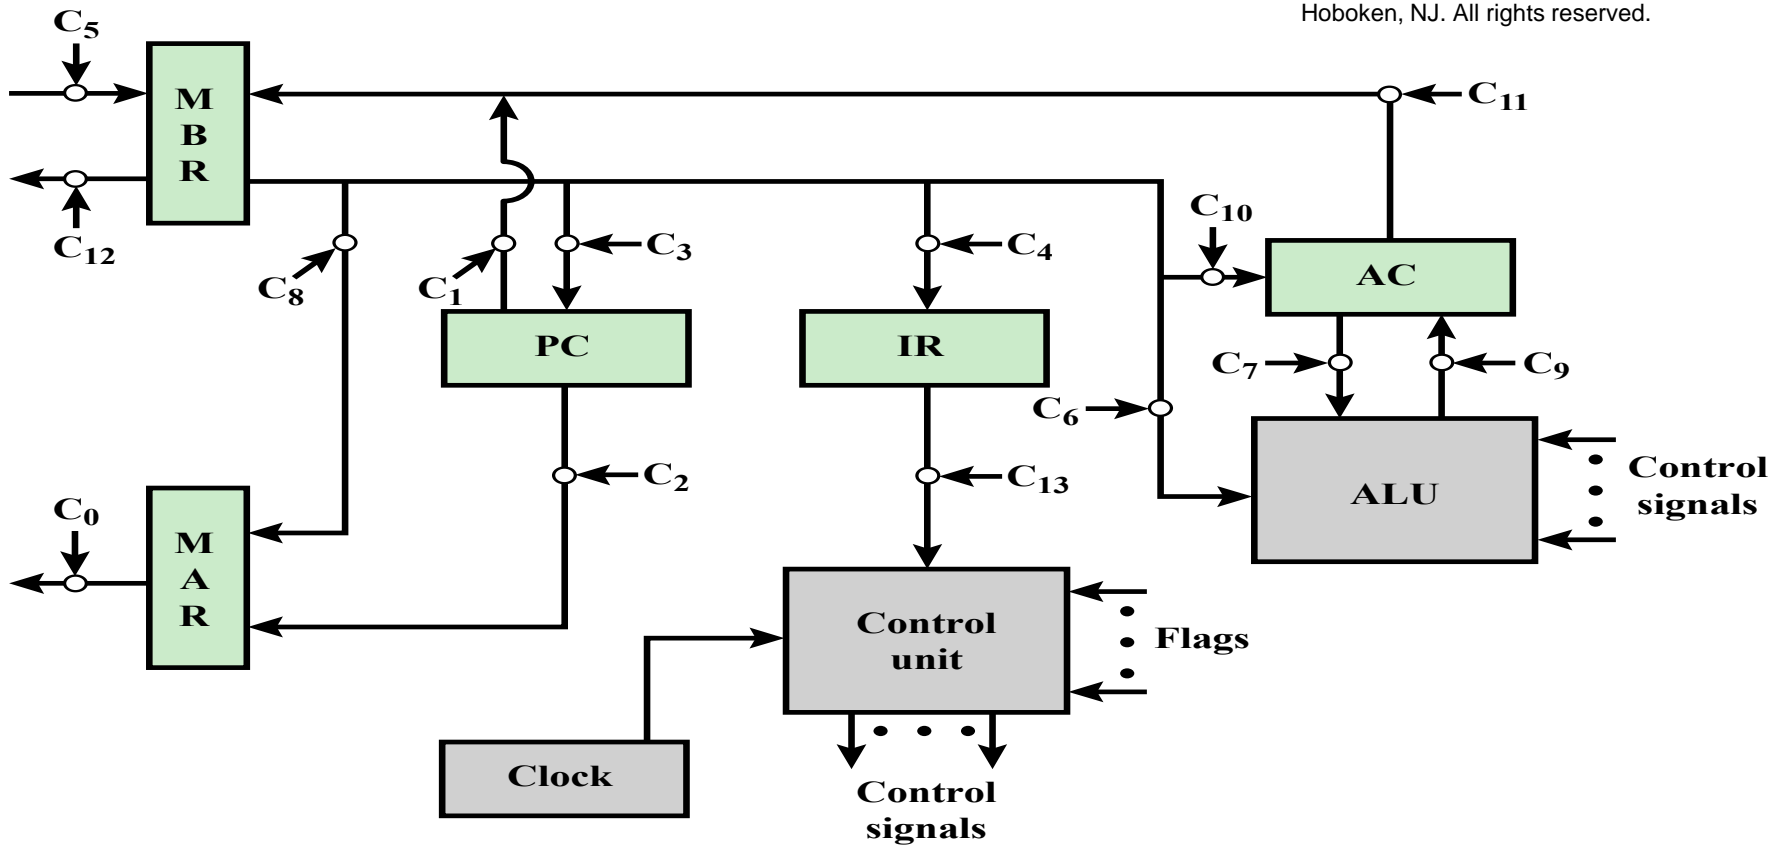 Hoboken, NJ. All rights reserved.
C5
M
B
R
C11
C12
C8
C1
C3
C4
C10
AC
PC
IR
C7
C9
C6
C0
M
A
R
C2
C13
ALU
Control
signals
Control
unit
Flags
Clock
Control
signals